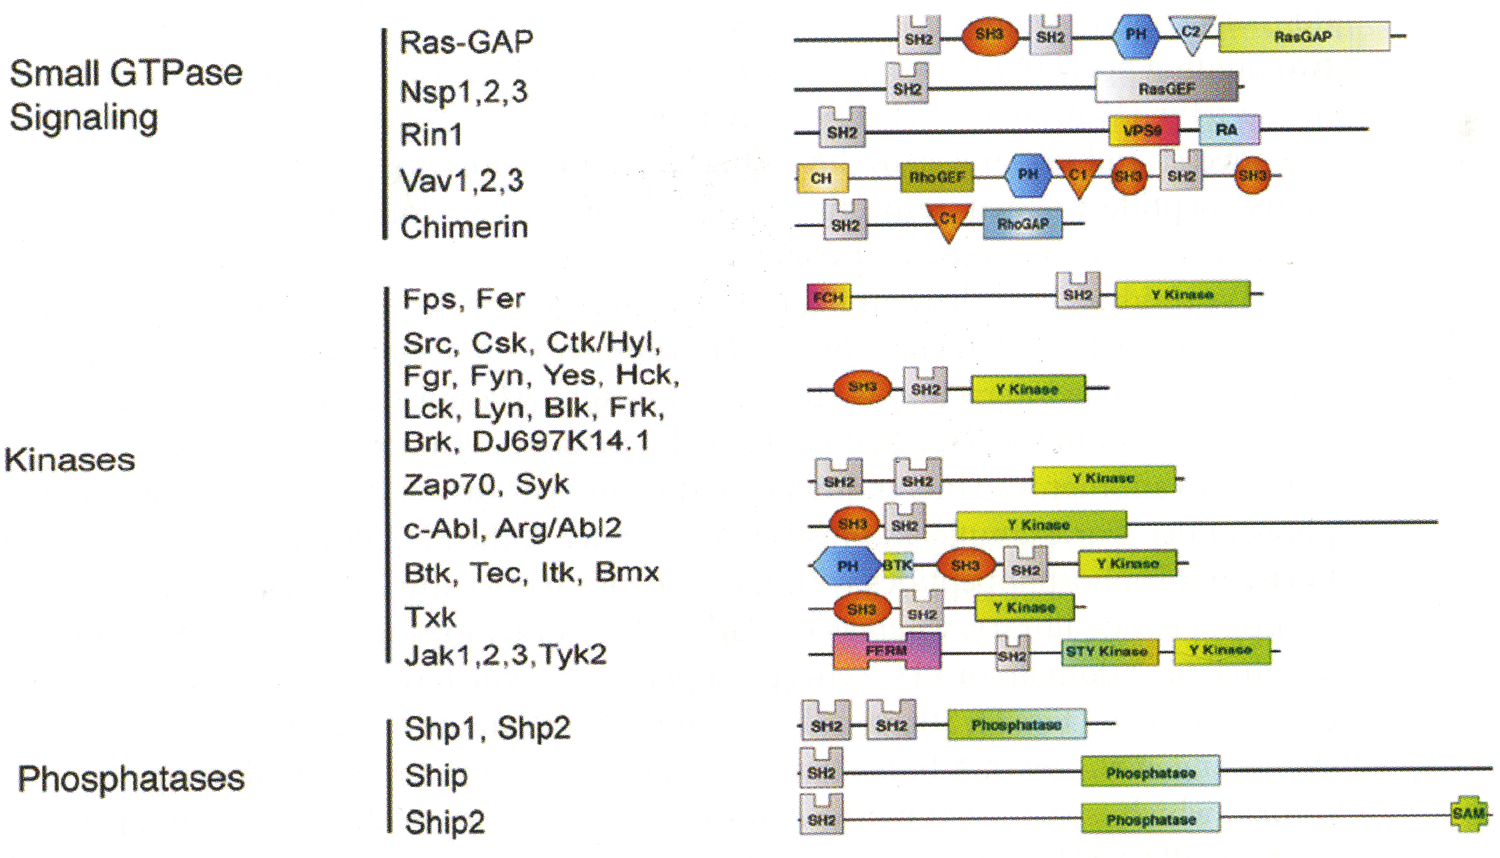 Small GTPase
Signaling
Ras-GAP
SH2 SH3 SH2 PH C2 RasGAP
Nsp1,2,3
SH2 RasGEF
Rin1
SH2 VPS9 RA
Vav1,2,3
CH RhoGEF PH C1 SH3 SH2 SH3
Chimerin
SH2 C1 RhoGAP
Kinases
Fps, Fer
FCH SH2 Y Kinase
Src, Csk, Ctk/Hyl,
Fgr, Fyn, Yes, Hck,
Lck, Lyn, Blk, Frk,
Brk, DJ697K14.1
SH3 SH2 Y Kinase
Zap70, Syk
SH2 SH2 Y Kinase
c-Abl, Arg/Abl2
SH3 SH2 Y Kinase
Btk, Tec, Itk, Bmx
PH BTK SH3 SH2 Y Kinase
Txk
SH3 SH2 Y Kinase
Jak1,2,3,Tyk2
FERM SH2 STY Kinase Y Kinase
Phosphatases
Shp1, Shp2
SH2 SH2 Phosphatase
Ship
SH2 Phosphatase
Ship2
SH2 Phosphatase SAM